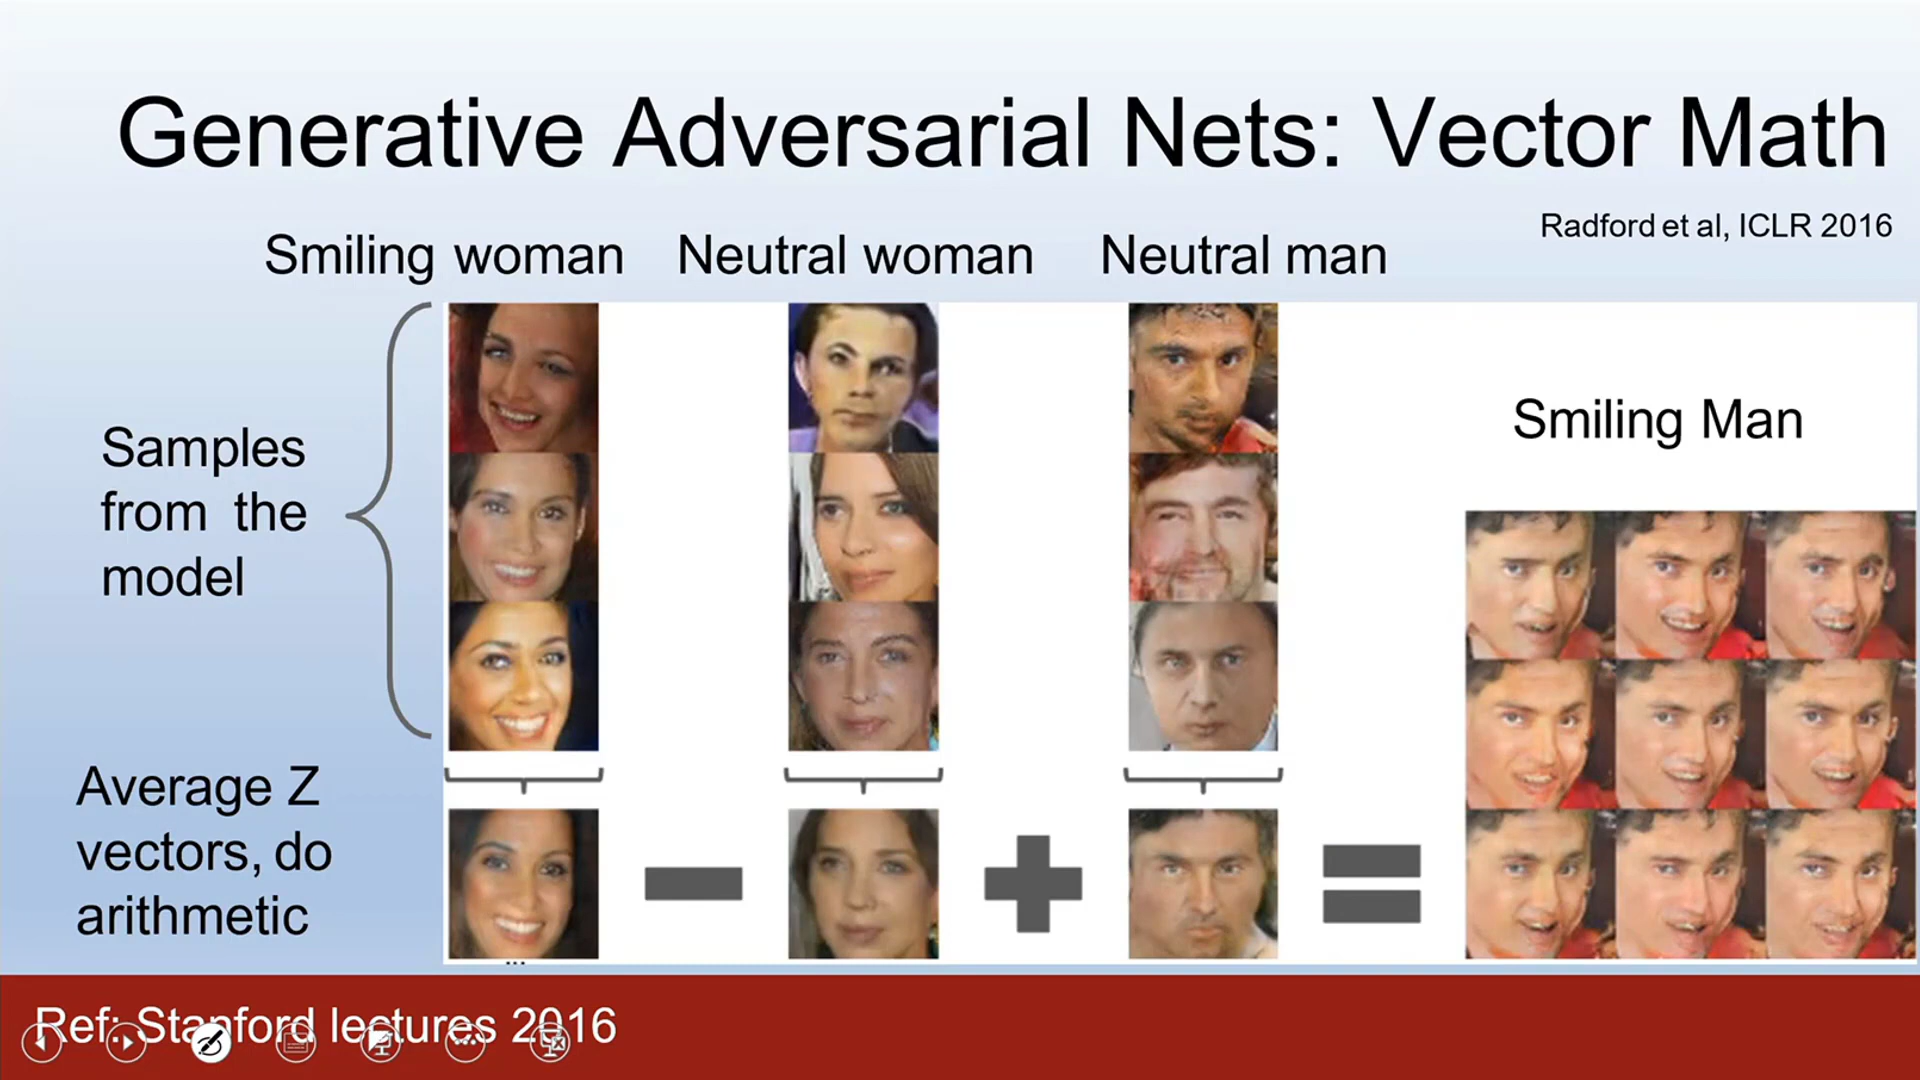 Generative Adversarial Nets: Vector Math
Radford et al, ICLR 2016
Smiling woman
Neutral woman
Neutral man
Smiling Man
Samples
from the
model
Average Z
vectors, do
arithmetic
Ref: Stanford lectures 2016